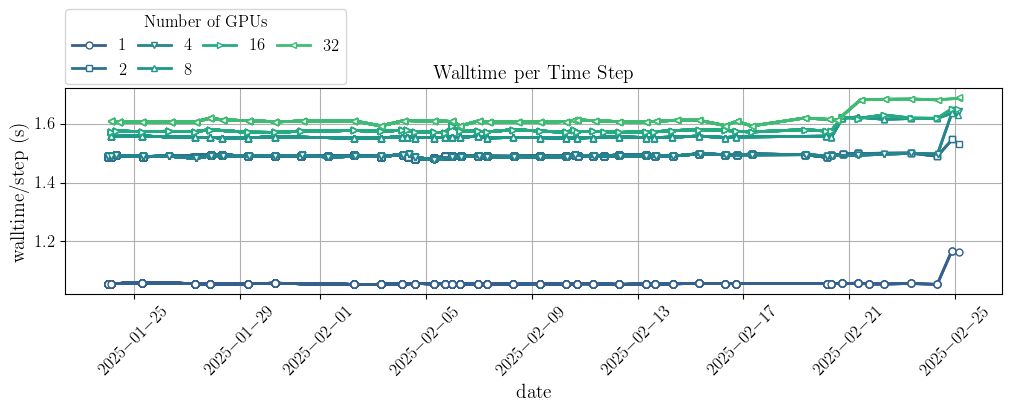 Number of GPUs
1 4 16 32
2 8
Walltime per Time Step
walltime/step (s)
1.6
1.4
1.2
2025−01−25
2025−01−29
2025−02−01
2025−02−05
2025−02−09
2025−02−13
2025−02−17
2025−02−21
2025−02−25
date